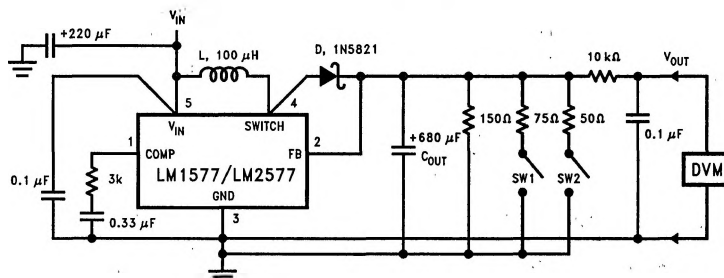 VIN
+220 μF
L, 100 μH
D, 1N5821
10 kΩ
VOUT
5
4
VIN
SWITCH
1
COMP
FB
2
LM1577/LM2577
GND
3
3k
0.1 μF
0.33 μF
+680 μF
COUT
150Ω
75Ω
50Ω
SW1
SW2
0.1 μF
DVM